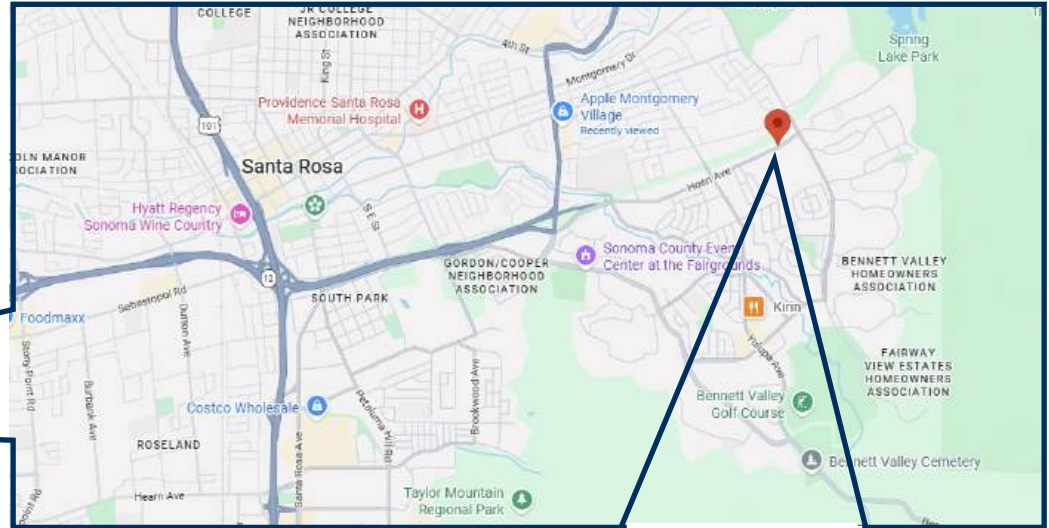 COLLEGE
JR COLLEGE
NEIGHBORHOOD
ASSOCIATION
King St
4th St
Montgomery Dr
Spring
Lake Park
Providence Santa Rosa
Memorial Hospital
H
Apple Montgomery
Village
Recently viewed
101
OLN MANOR
OCIATION
Santa Rosa
Hoen Ave
Hyatt Regency
Sonoma Wine Country
S E St
Sonoma County Even
Center at the Fairgrounds
GORDON/COOPER
NEIGHBORHOOD
ASSOCIATION
BENNETT VALLEY
HOMEOWNERS
ASSOCIATION
12
Sebastopol Rd
SOUTH PARK
Foodmaxx
Dutton Ave
Kirin
Yulupa Ave
Stony Point Rd
Burbank Ave
FAIRWAY
VIEW ESTATES
HOMEOWNERS
ASSOCIATION
Costco Wholesale
Petaluma Hill Rd
Brookwood Ave
Bennett Valley
Golf Course
ROSELAND
Santa Rosa Ave
Bennett Valley Cemetery
Hearn Ave
Taylor Mountain
Regional Park
Point Rd